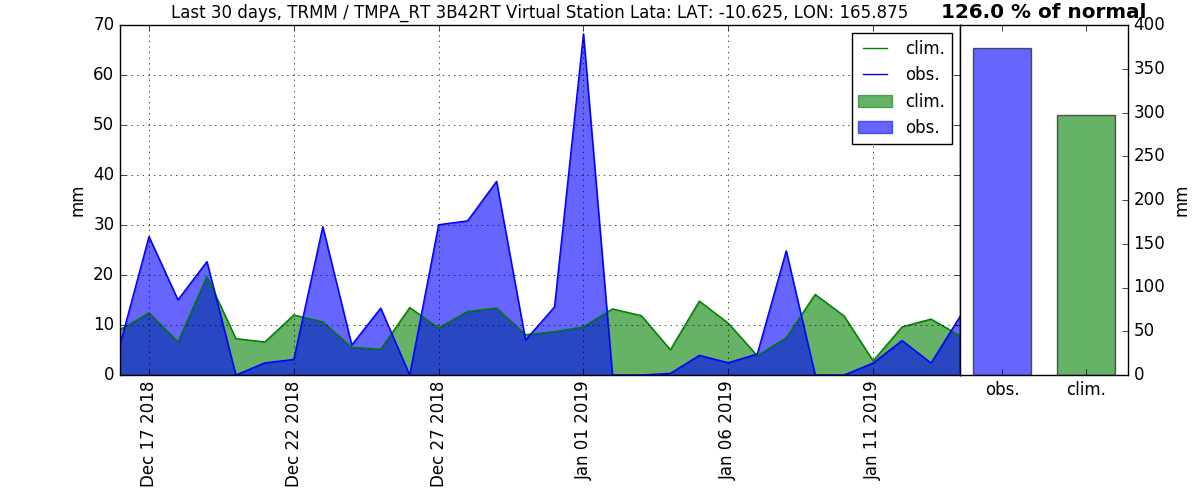 Last 30 days, TRMM / TMPA_RT 3B42RT Virtual Station Lata: LAT: -10.625, LON: 165.875
126.0 % of normal
70
60
50
40
30
20
10
0
mm
clim.
obs.
clim.
obs.
400
350
300
250
200
150
100
50
0
mm
Dec 17 2018
Dec 22 2018
Dec 27 2018
Jan 01 2019
Jan 06 2019
Jan 11 2019
obs.
clim.